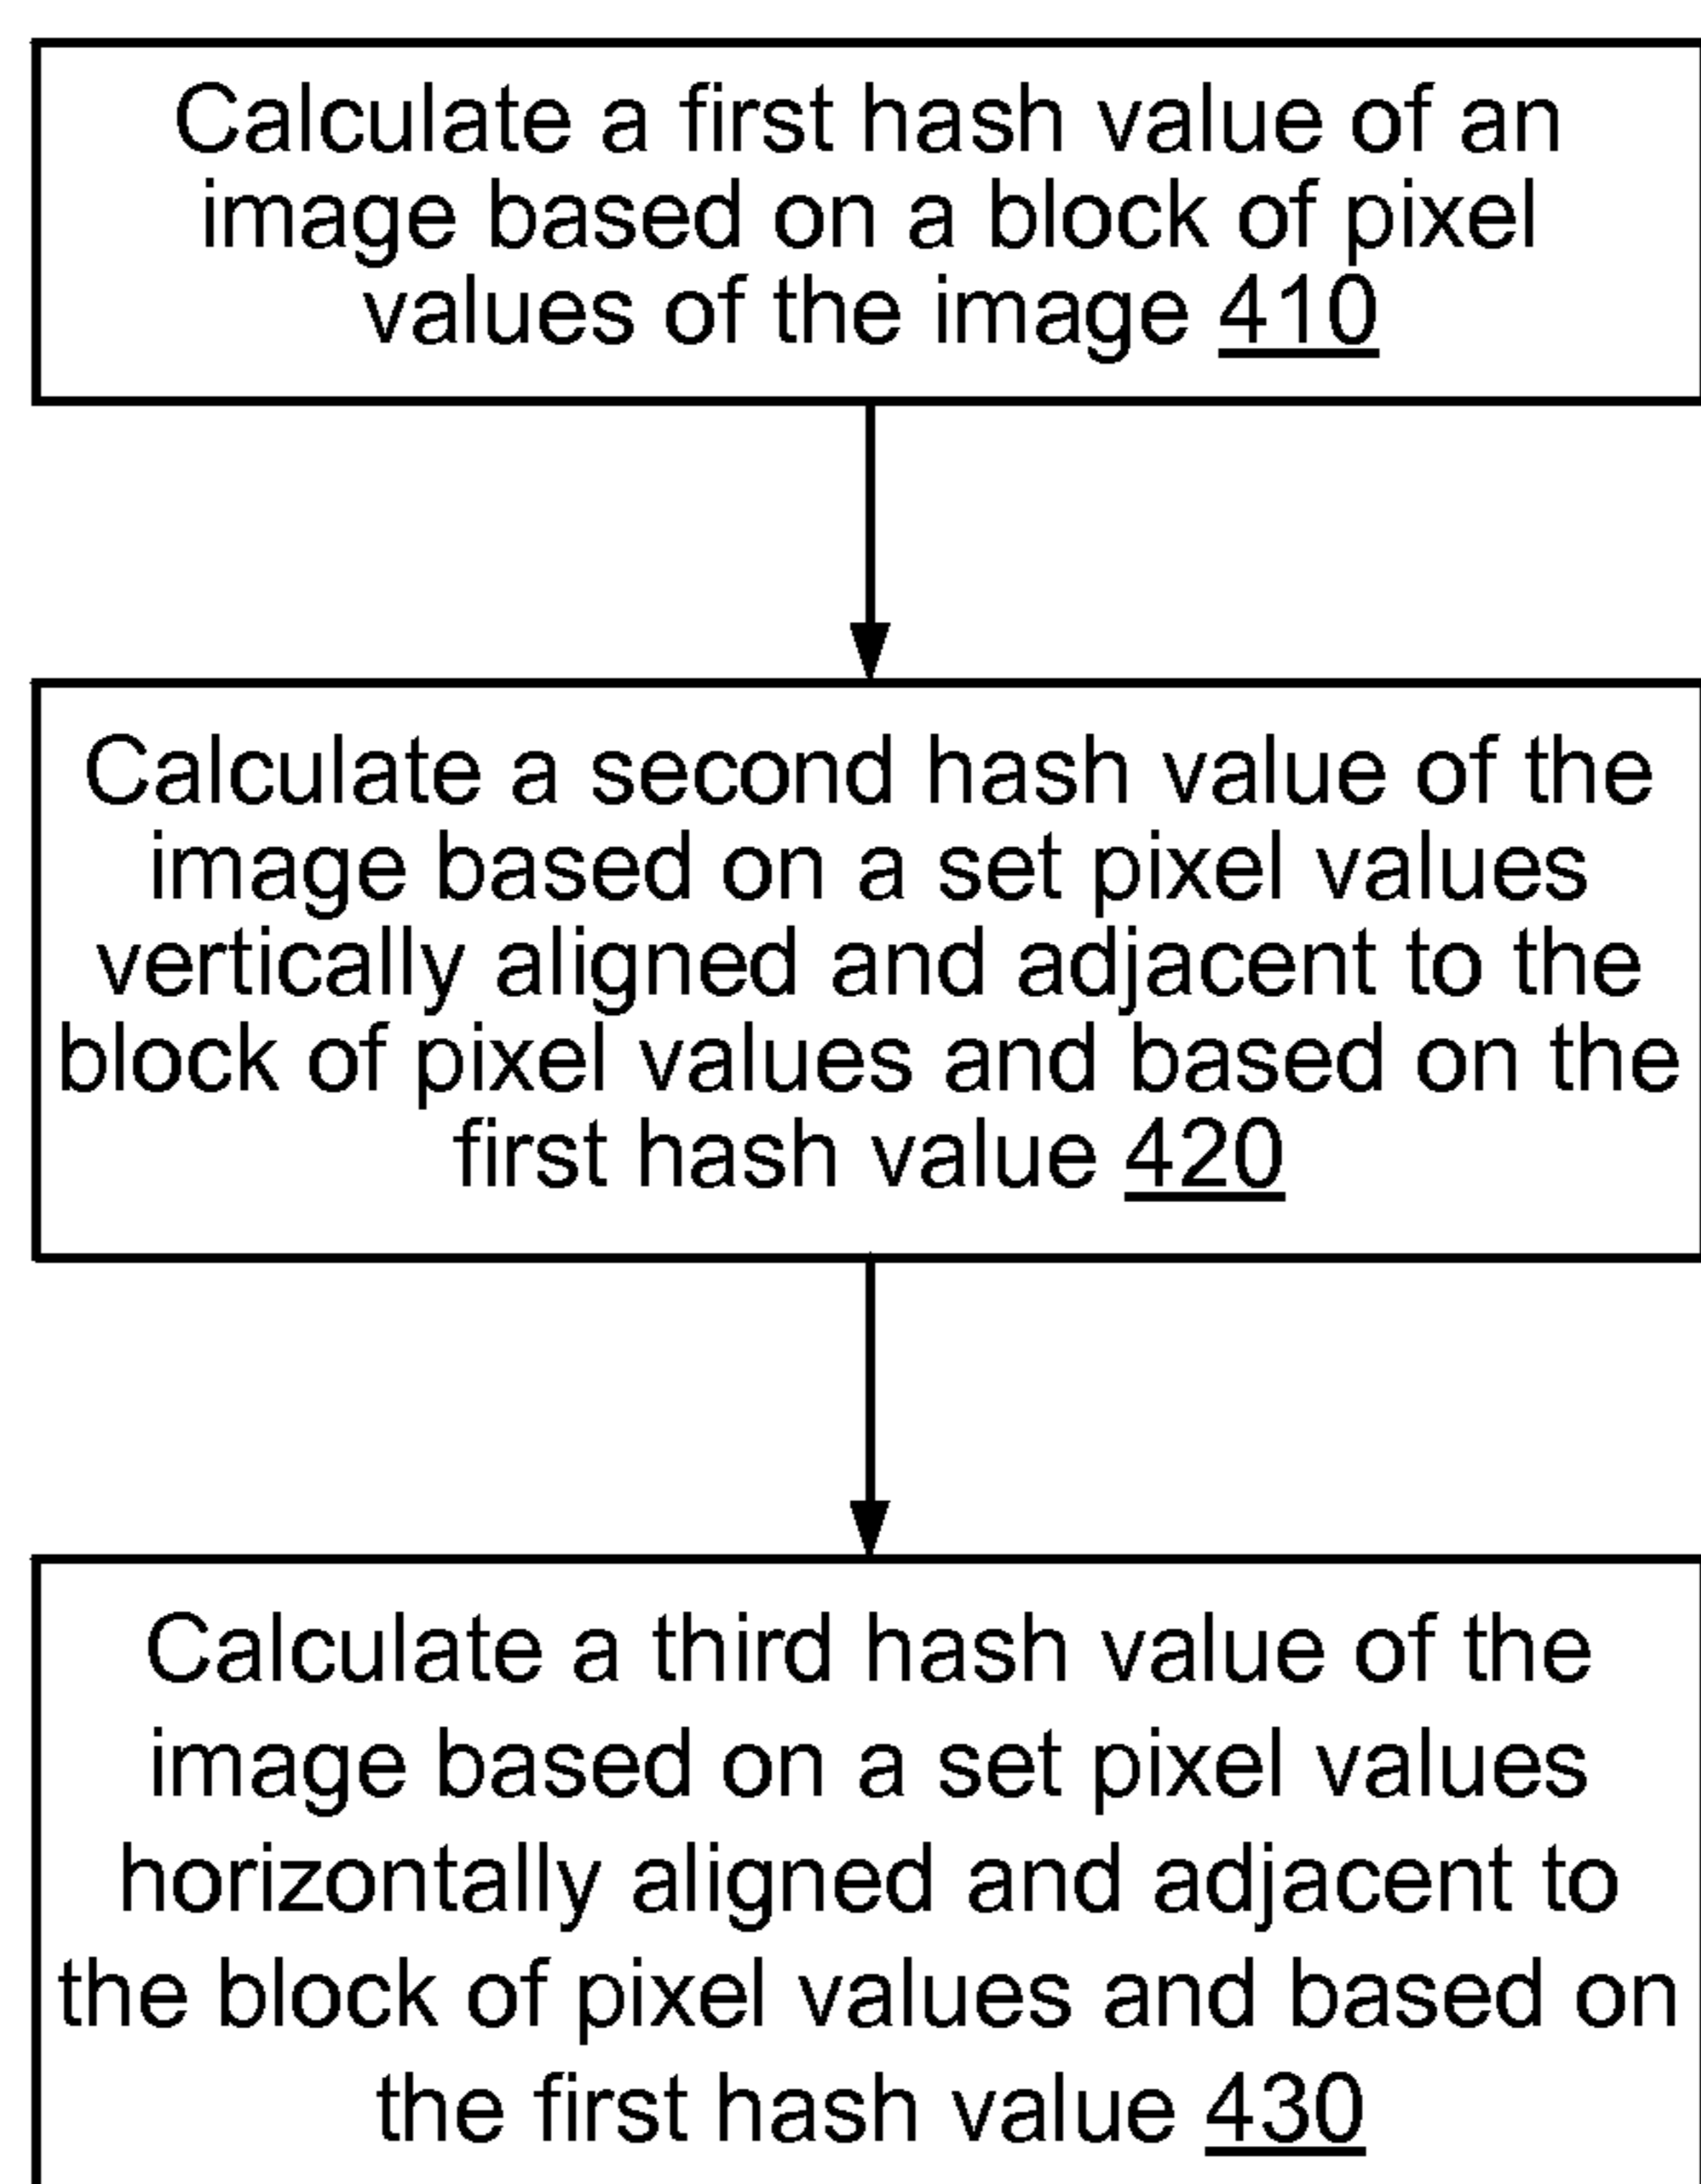 Calculate a first hash value of an
image based on a block of pixel
values of the image 410
Calculate a second hash value of the
image based on a set pixel values
vertically aligned and adjacent to the
block of pixel values and based on the
first hash value 420
Calculate a third hash value of the
image based on a set pixel values
horizontally aligned and adjacent to
the block of pixel values and based on
the first hash value 430